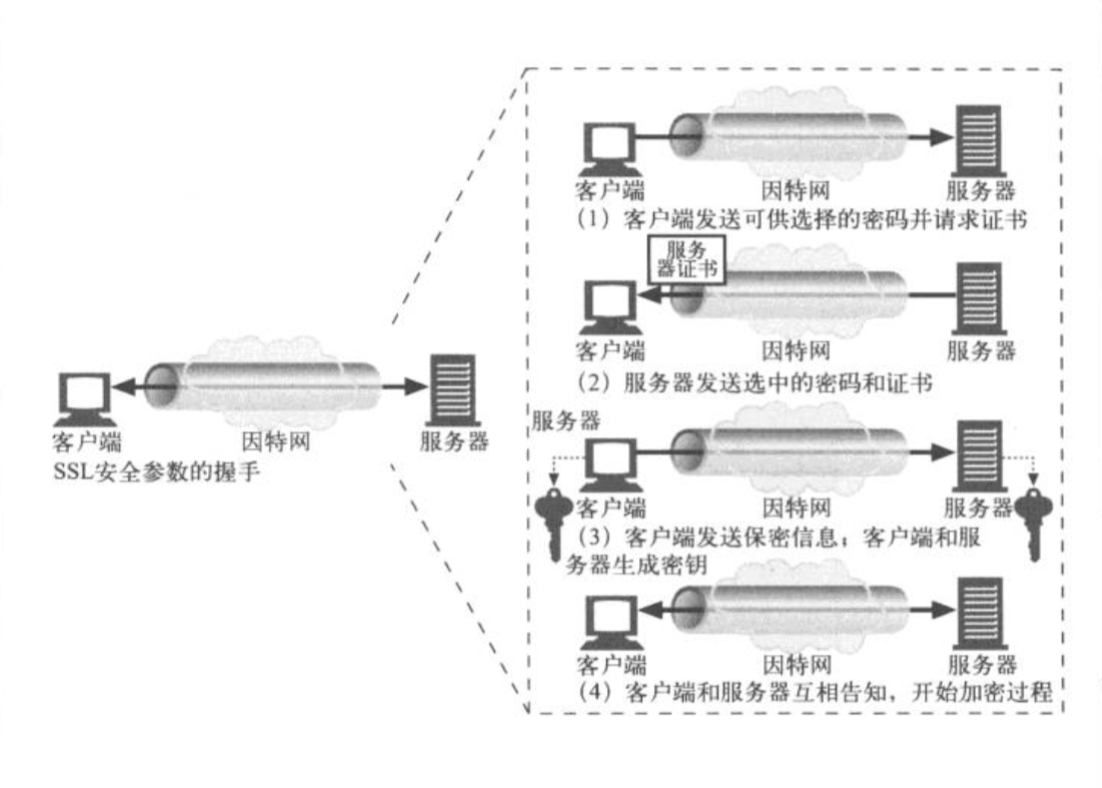 客户端
因特网
服务器
SSL安全参数的握手
客户端
因特网
服务器
(1) 客户端发送可供选择的密码并请求证书
服务
器证书
客户端
因特网
服务器
(2) 服务器发送选中的密码和证书
服务器
客户端
因特网
服务器
(3) 客户端发送保密信息;客户端和服
务器生成密钥
客户端
因特网
服务器
(4) 客户端和服务器互相告知,开始加密过程